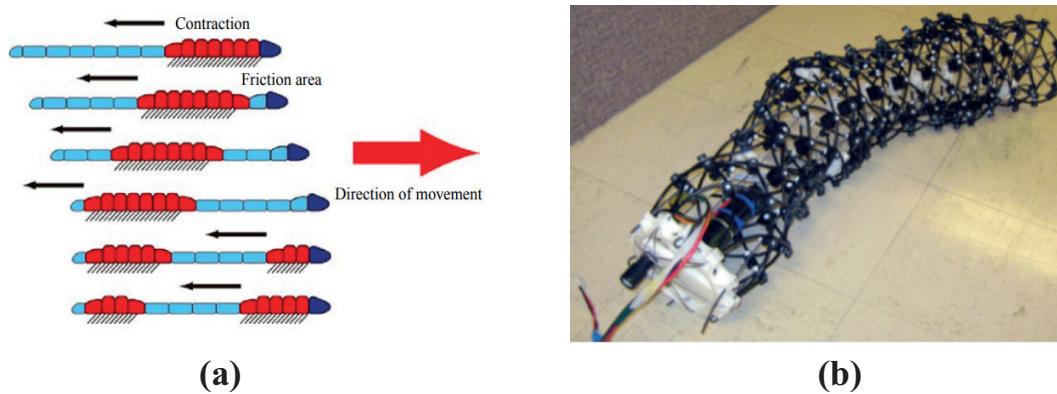 Contraction
Friction area
Direction of movement
(a)
(b)